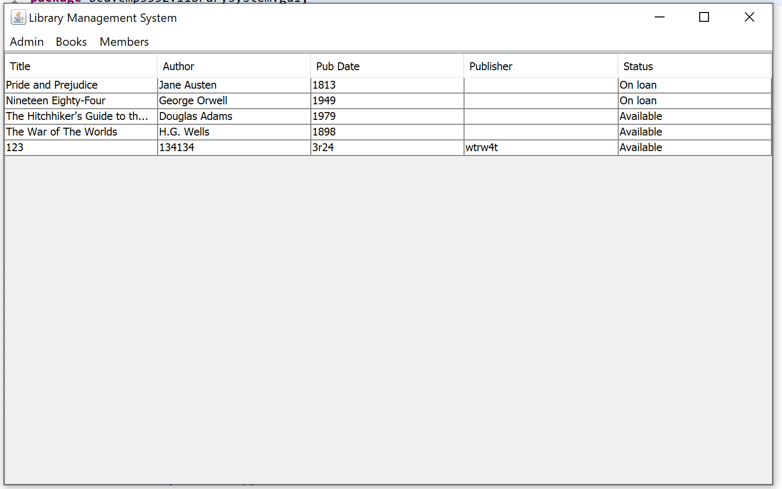 Library Management System
Admin Books Members
Title Author Pub Date Publisher Status
Pride and Prejudice Jane Austen 1813 On loan
Nineteen Eighty-Four George Orwell 1949 On loan
The Hitchhiker's Guide to th... Douglas Adams 1979 Available
The War of The Worlds H.G. Wells 1898 Available
123 134134 3r24 wtrw4t Available